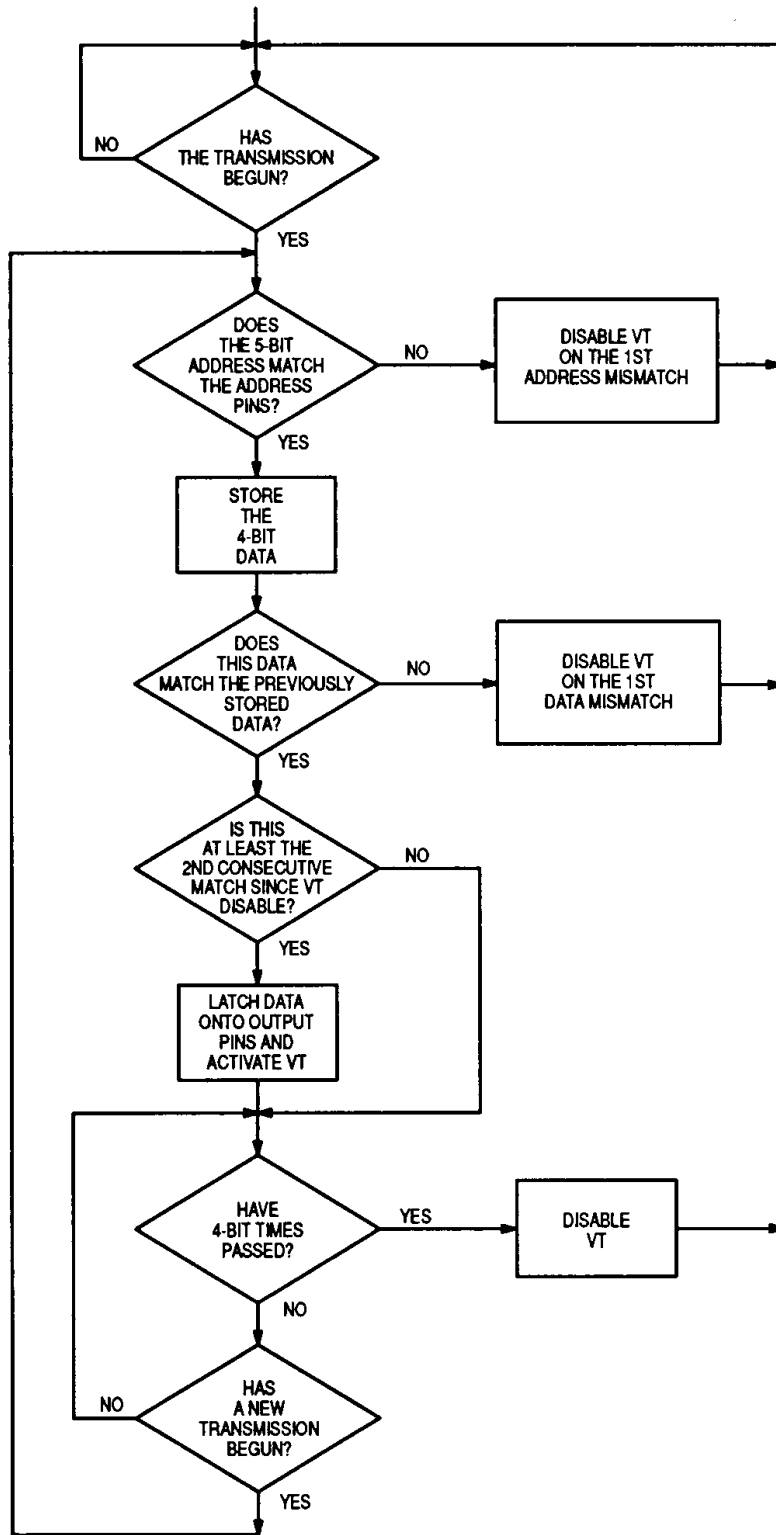 HAS
THE TRANSMISSION
BEGUN?
NO
YES
DOES
THE 5-BIT
ADDRESS MATCH
THE ADDRESS
PINS?
NO
DISABLE VT
ON THE 1ST
ADDRESS MISMATCH
YES
STORE
THE
4-BIT
DATA
DOES
THIS DATA
MATCH THE PREVIOUSLY
STORED
DATA?
NO
DISABLE VT
ON THE 1ST
DATA MISMATCH
YES
IS THIS
AT LEAST THE
2ND CONSECUTIVE
MATCH SINCE VT
DISABLE?
NO
YES
LATCH DATA
ONTO OUTPUT
PINS AND
ACTIVATE VT
HAVE
4-BIT TIMES
PASSED?
YES
DISABLE
VT
NO
HAS
A NEW
TRANSMISSION
BEGUN?
NO
YES